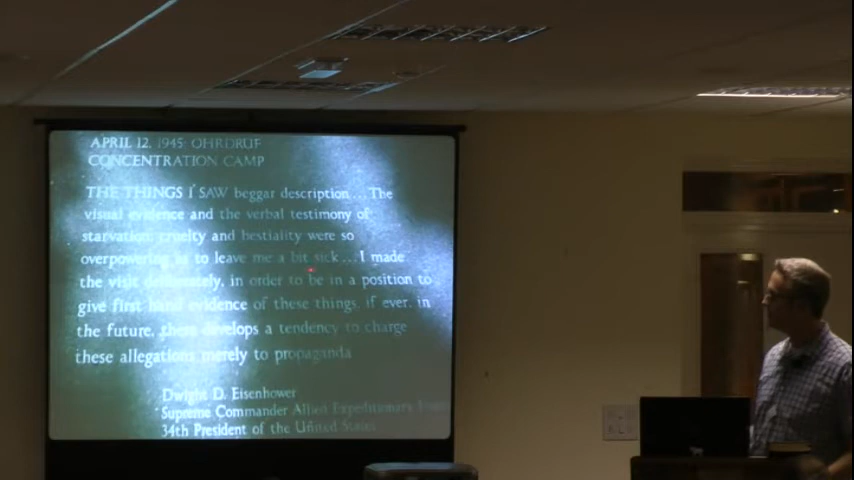 APRIL 12, 1945: OHRDRUF
CONCENTRATION CAMP
THE THINGS I SAW beggar description... The
visual evidence and the verbal testimony of
starvation, cruelty and bestiality were so
overpowering as to leave me a bit sick... I made
the visit deliberately, in order to be in a position to
give first hand evidence of these things, if ever, in
the future, there develops a tendency to charge
these allegations merely to propaganda
Dwight D. Eisenhower
Supreme Commander Allied Expeditionary
34th President of the United States